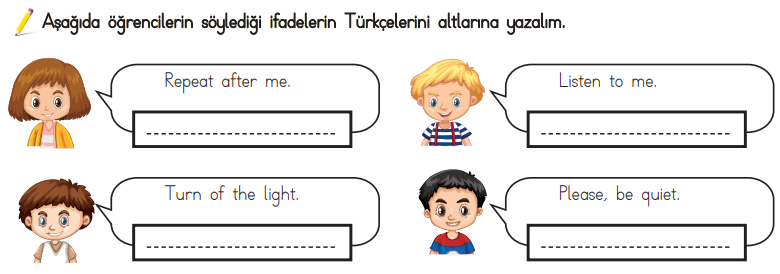 Aşağıda öğrencilerin söylediği ifadelerin Türkçelerini altlarına yazalım.
Repeat after me.
Listen to me.
Turn of the light.
Please, be quiet.